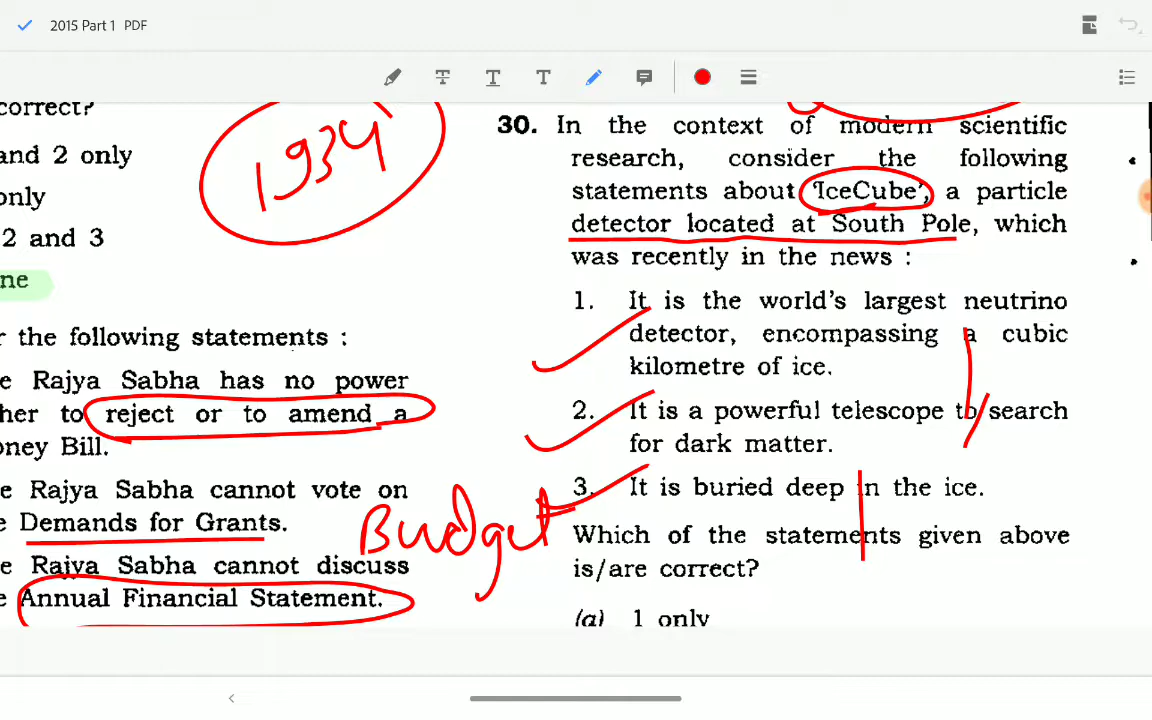 2015 Part 1 PDF
correct?
and 2 only
only
2 and 3
ne
r the following statements :
e Rajya Sabha has no power
her to reject or to amend a
oney Bill.
e Rajya Sabha cannot vote on
e Demands for Grants.
e Rajya Sabha cannot discuss
e Annual Financial Statement.
1934
Budget
30. In the context of modern scientific
research, consider the following
statements about 'IceCube', a particle
detector located at South Pole, which
was recently in the news :
1. It is the world's largest neutrino
detector, encompassing a cubic
kilometre of ice.
2. It is a powerful telescope to search
for dark matter.
3. It is buried deep in the ice.
Which of the statements given above
is/are correct?
(a) 1 only